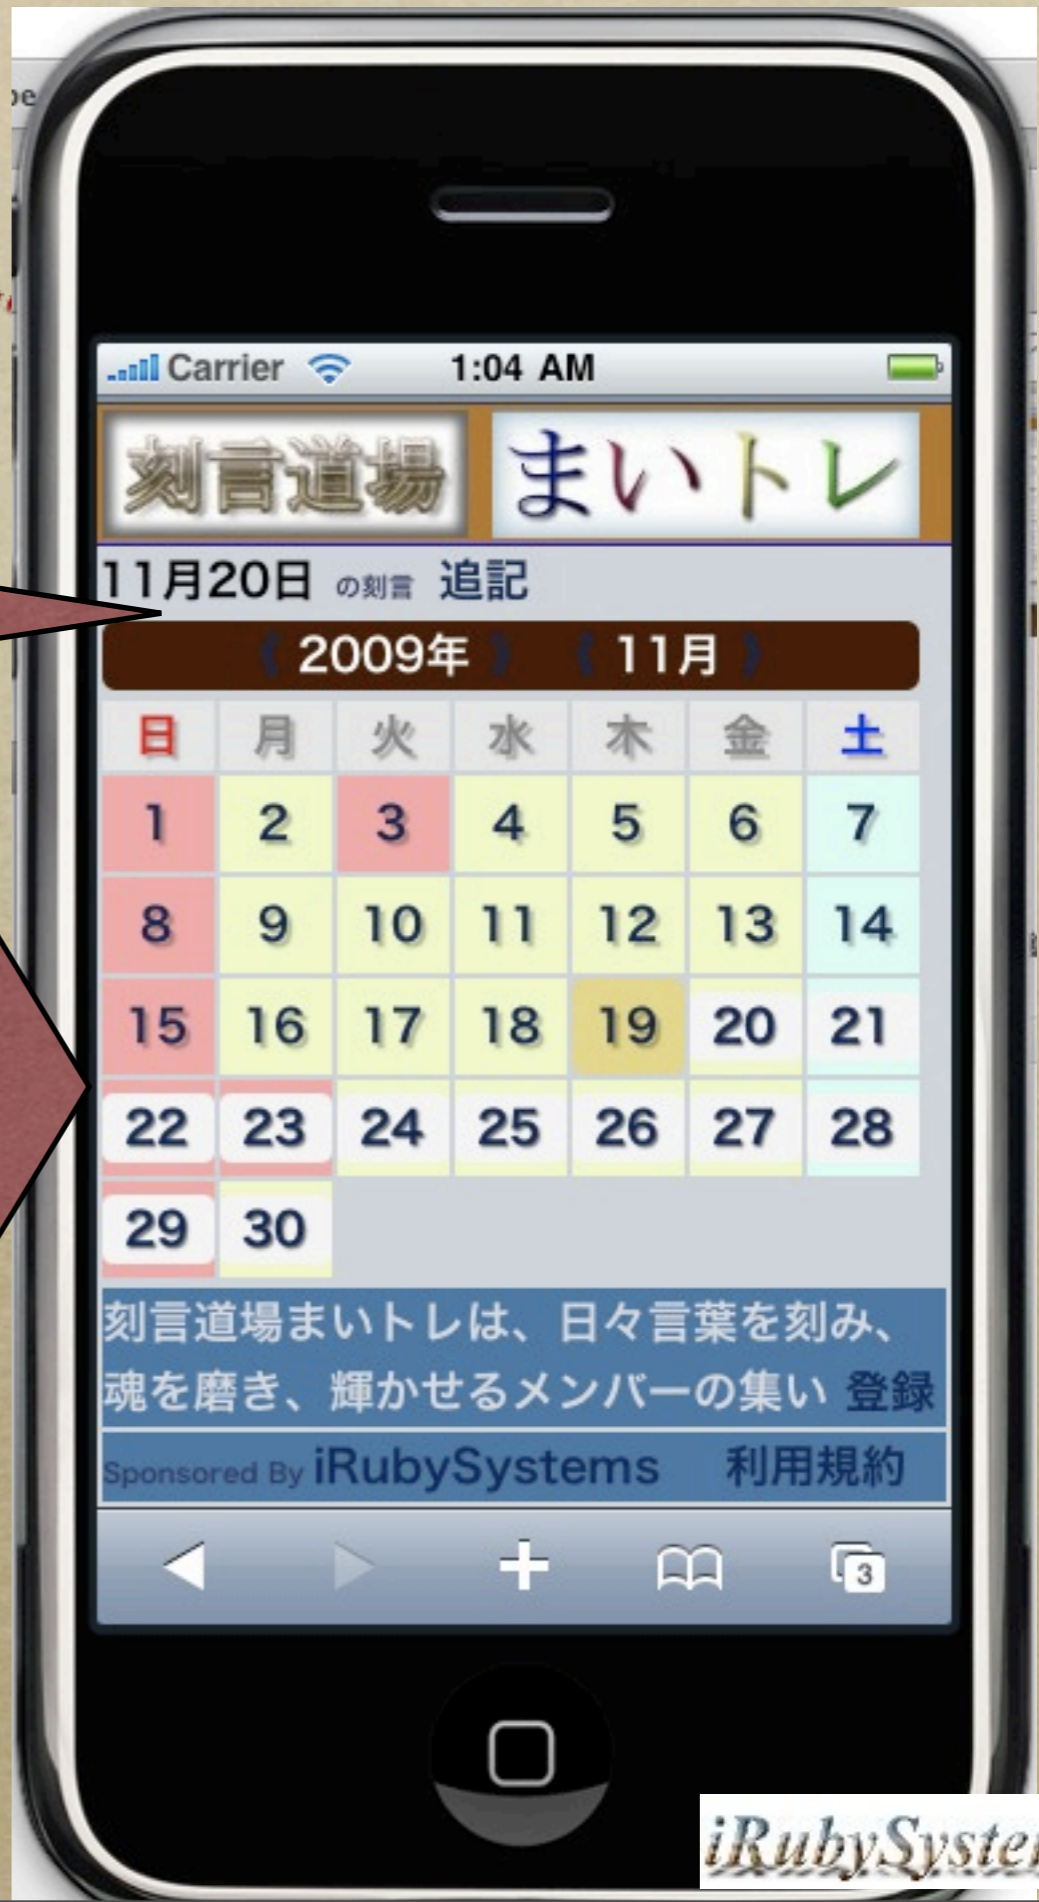 Carrier 1:04 AM
刻言道場 まいトレ
11月20日 の刻言 追記
《 2009年 》 《 11月 》
日 月 火 水 木 金 土
1 2 3 4 5 6 7
8 9 10 11 12 13 14
15 16 17 18 19 20 21
22 23 24 25 26 27 28
29 30
刻言道場まいトレは、日々言葉を刻み、
魂を磨き、輝かせるメンバーの集い 登録
Sponsored By iRubySystems 利用規約
3
iRubySyste